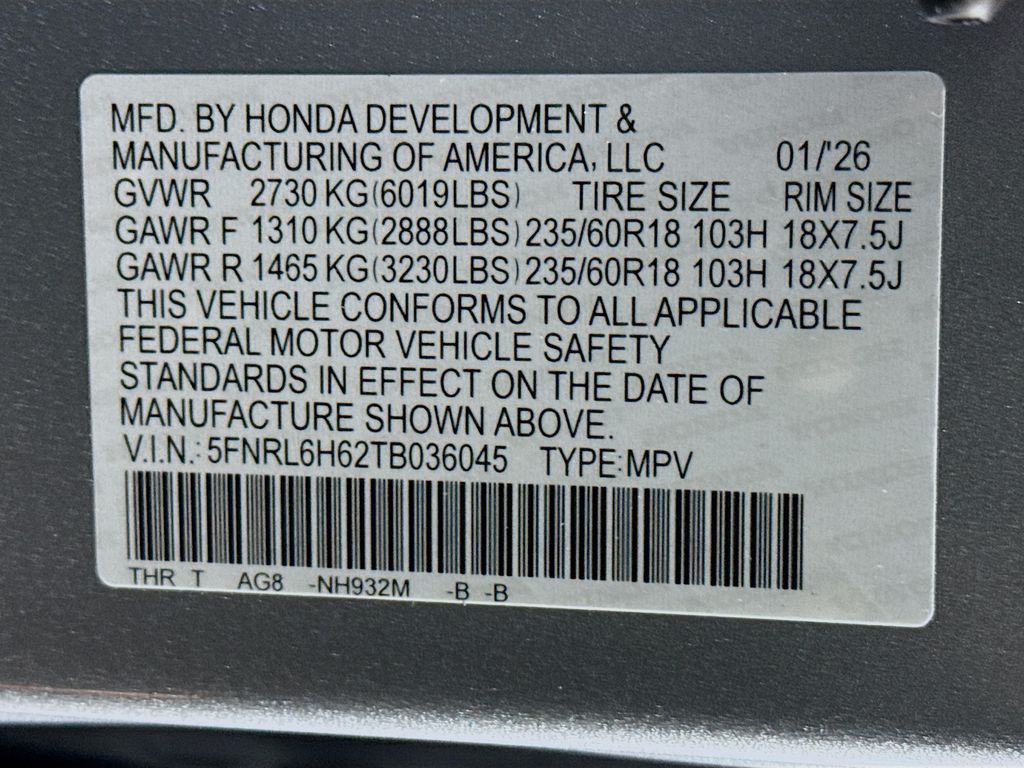 MFD. BY HONDA DEVELOPMENT &
MANUFACTURING OF AMERICA, LLC 01/'26
GVWR 2730 KG(6019LBS) TIRE SIZE RIM SIZE
GAWR F 1310 KG(2888LBS) 235/60R18 103H 18X7.5J
GAWR R 1465 KG(3230LBS) 235/60R18 103H 18X7.5J
THIS VEHICLE CONFORMS TO ALL APPLICABLE
FEDERAL MOTOR VEHICLE SAFETY
STANDARDS IN EFFECT ON THE DATE OF
MANUFACTURE SHOWN ABOVE.
V.I.N.: 5FNRL6H62TB036045 TYPE:MPV
THR T AG8 -NH932M -B -B